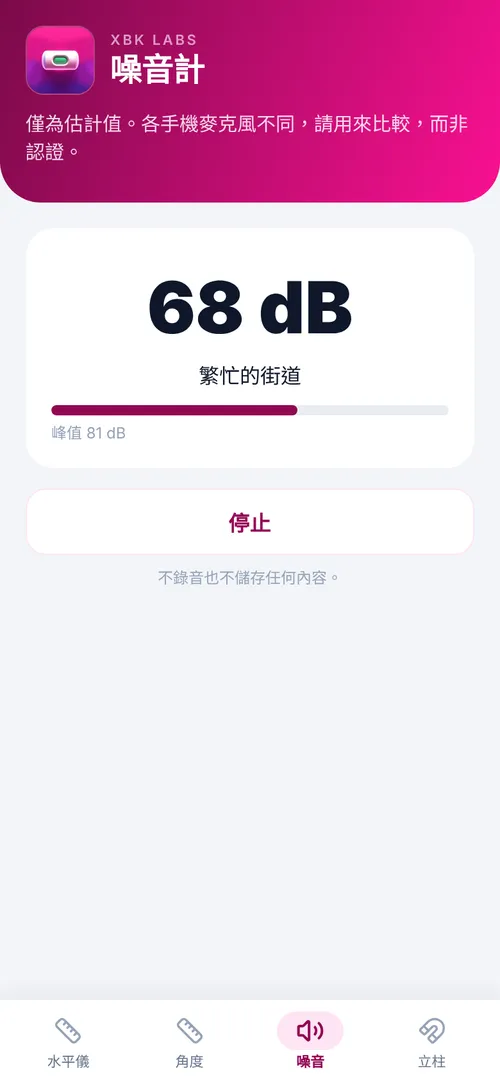 XBK LABS
噪音計
僅為估計值。各手機麥克風不同，請用來比較，而非
認證。
68 dB
繁忙的街道
峰值 81 dB
停止
不錄音也不儲存任何內容。
水平儀
角度
噪音
立柱